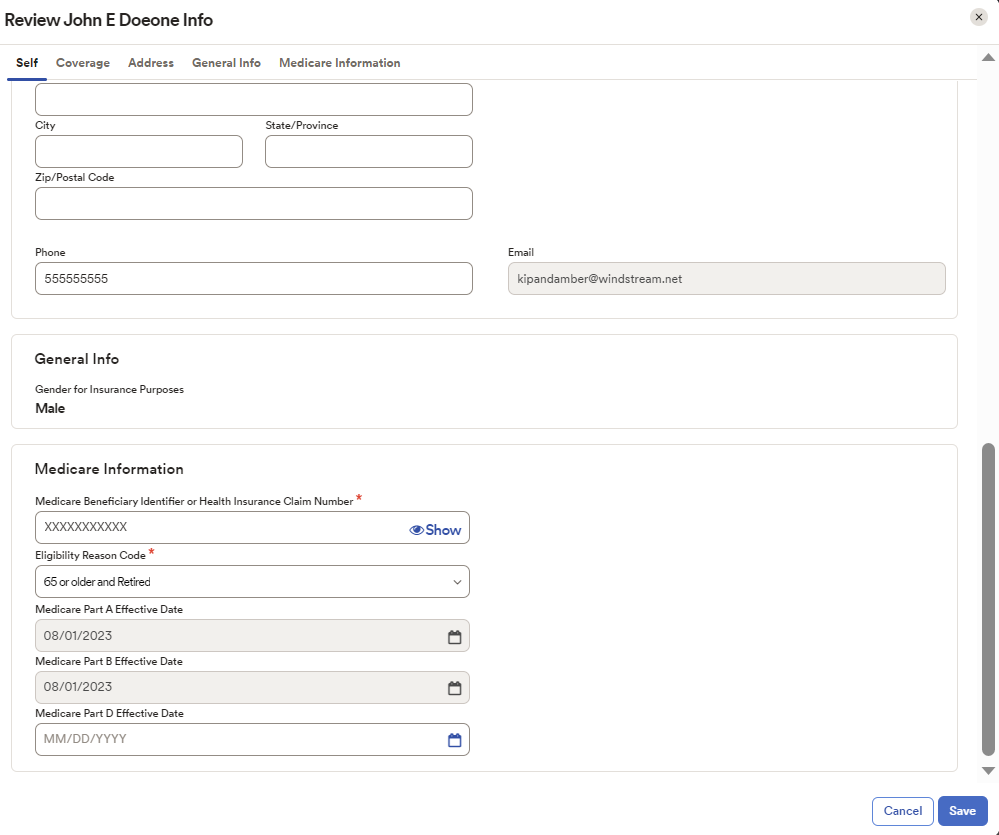 Review John E Doeone Info
Self Coverage Address General Info Medicare Information
City State/Province
Zip/Postal Code
Phone Email
555555555 kipandamber@windstream.net
General Info
Gender for Insurance Purposes
Male
Medicare Information
Medicare Beneficiary Identifier or Health Insurance Claim Number *
XXXXXXXXXXX Show
Eligibility Reason Code *
65 or older and Retired
Medicare Part A Effective Date
08/01/2023
Medicare Part B Effective Date
08/01/2023
Medicare Part D Effective Date
MM/DD/YYYY
Cancel Save